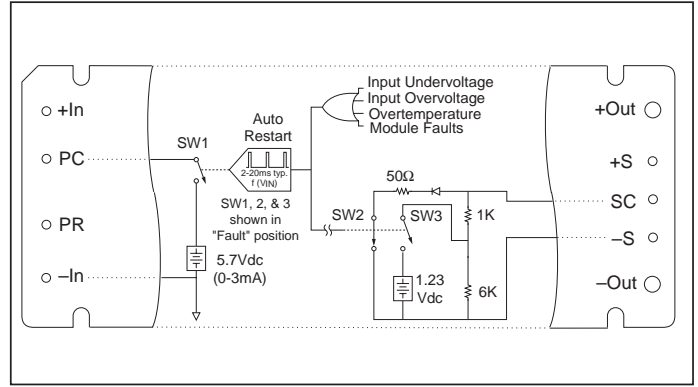 +In
PC
PR
–In
SW1
Auto
Restart
2-20ms typ.
f (VIN)
SW1, 2, & 3
shown in
"Fault" position
5.7Vdc
(0-3mA)
Input Undervoltage
Input Overvoltage
Overtemperature
Module Faults
50Ω
SW2
SW3
1K
1.23
Vdc
6K
+Out
+S
SC
–S
–Out